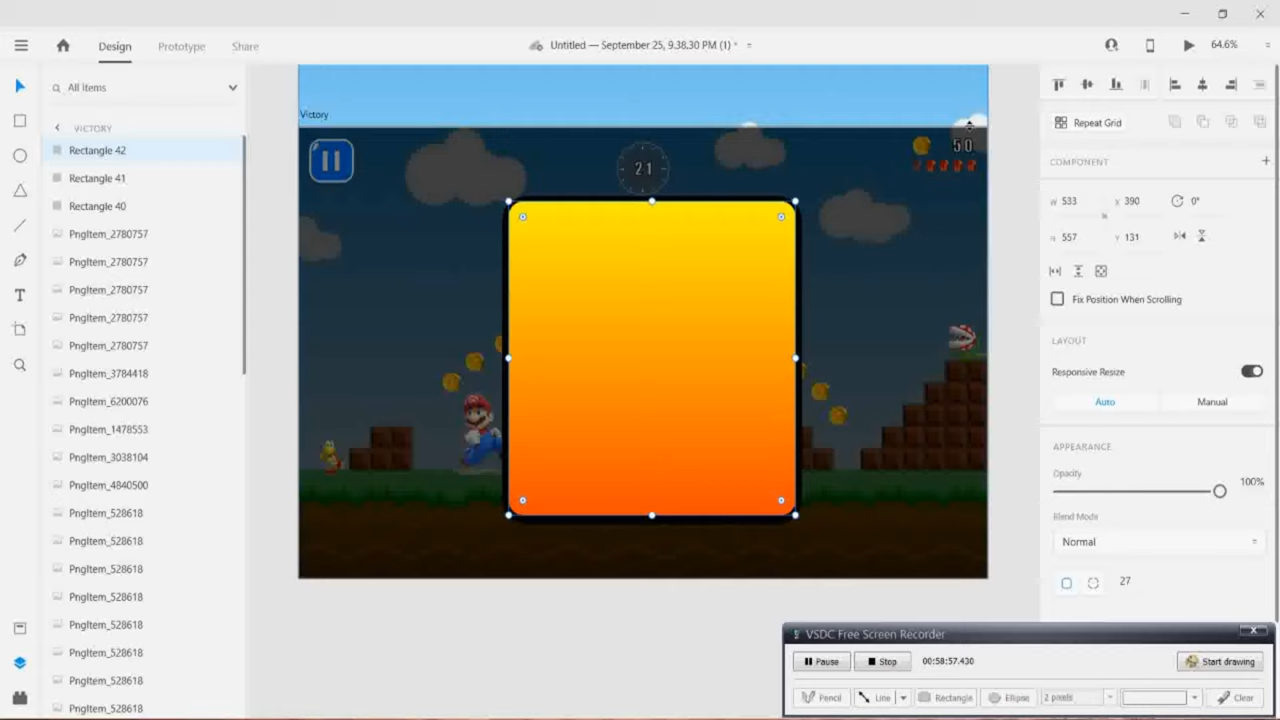 Design
Prototype
Share
Untitled — September 25, 9.38.30 PM (1) *
64.6%
All Items
VICTORY
Rectangle 42
Rectangle 41
Rectangle 40
PngItem_2780757
PngItem_2780757
PngItem_2780757
PngItem_2780757
PngItem_2780757
PngItem_3784418
PngItem_6200076
PngItem_1478553
PngItem_3038104
PngItem_4840500
PngItem_528618
PngItem_528618
PngItem_528618
PngItem_528618
PngItem_528618
PngItem_528618
PngItem_528618
PngItem_528618
Victory
21
50
Repeat Grid
COMPONENT
W 533 X 390 0°
H 557 Y 131
Fix Position When Scrolling
LAYOUT
Responsive Resize
Auto Manual
APPEARANCE
Opacity
100%
Blend Mode
Normal
27
VSDC Free Screen Recorder
Pause Stop 00:58:57.430 Start drawing
Pencil Line Rectangle Ellipse 2 pixels Clear